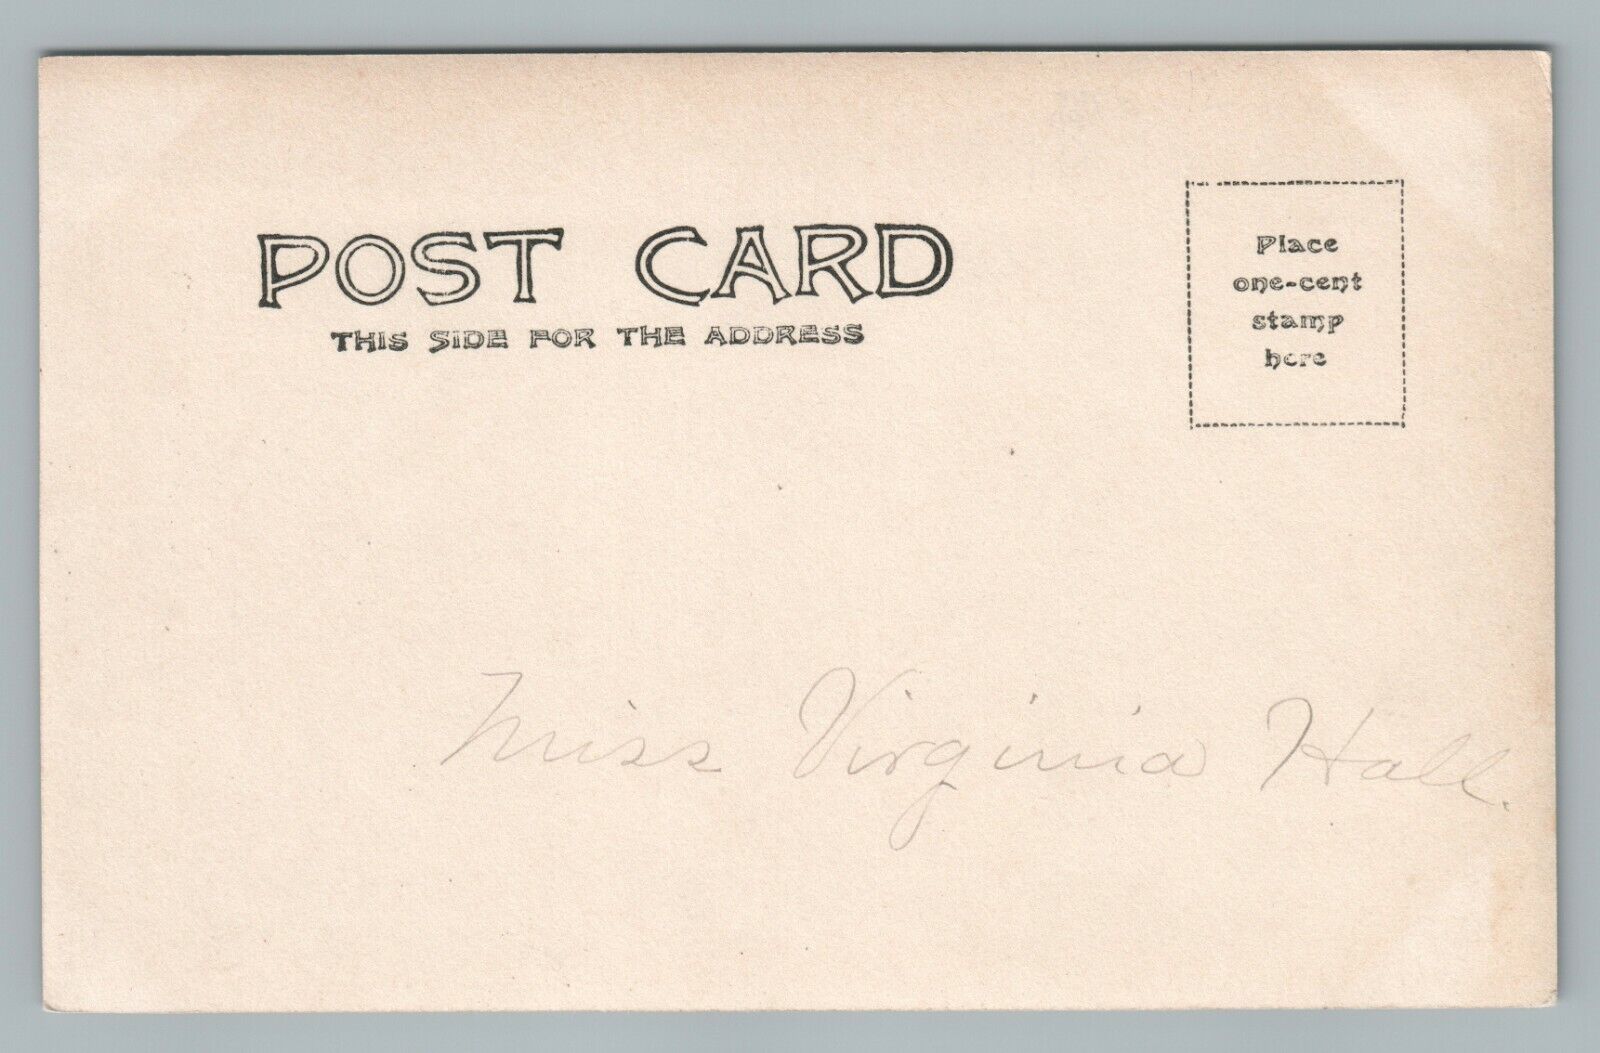 POST CARD
THIS SIDE FOR THE ADDRESS
Place
one-cent
stamp
here
Miss Virginia Hall.